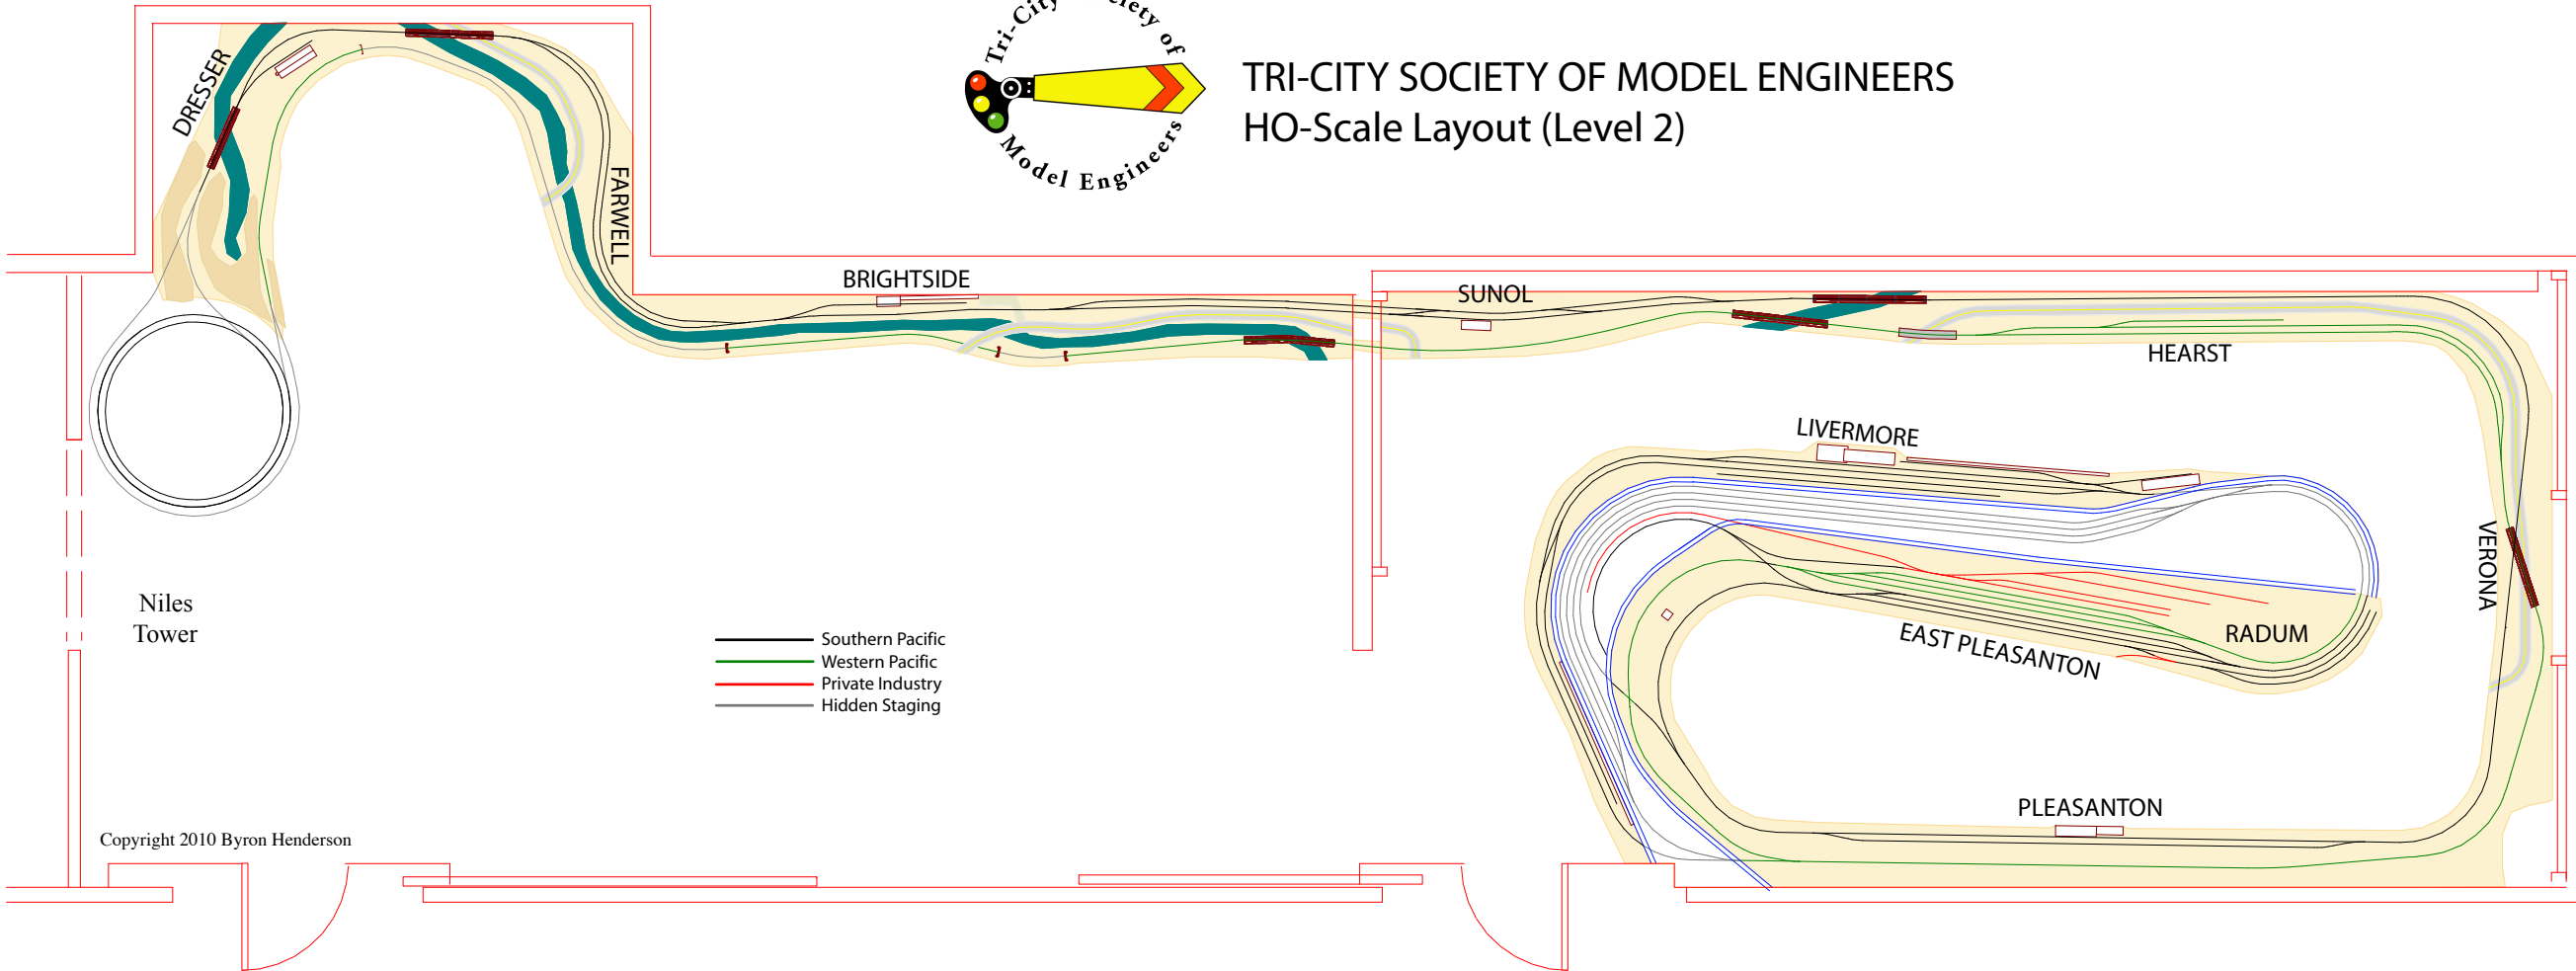 Tri-City Society of
Model Engineers
TRI-CITY SOCIETY OF MODEL ENGINEERS
HO-Scale Layout (Level 2)
DRESSER
FARWELL
BRIGHTSIDE
SUNOL
HEARST
LIVERMORE
VERONA
EAST PLEASANTON
RADUM
PLEASANTON
Niles
Tower
Southern Pacific
Western Pacific
Private Industry
Hidden Staging
Copyright 2010 Byron Henderson